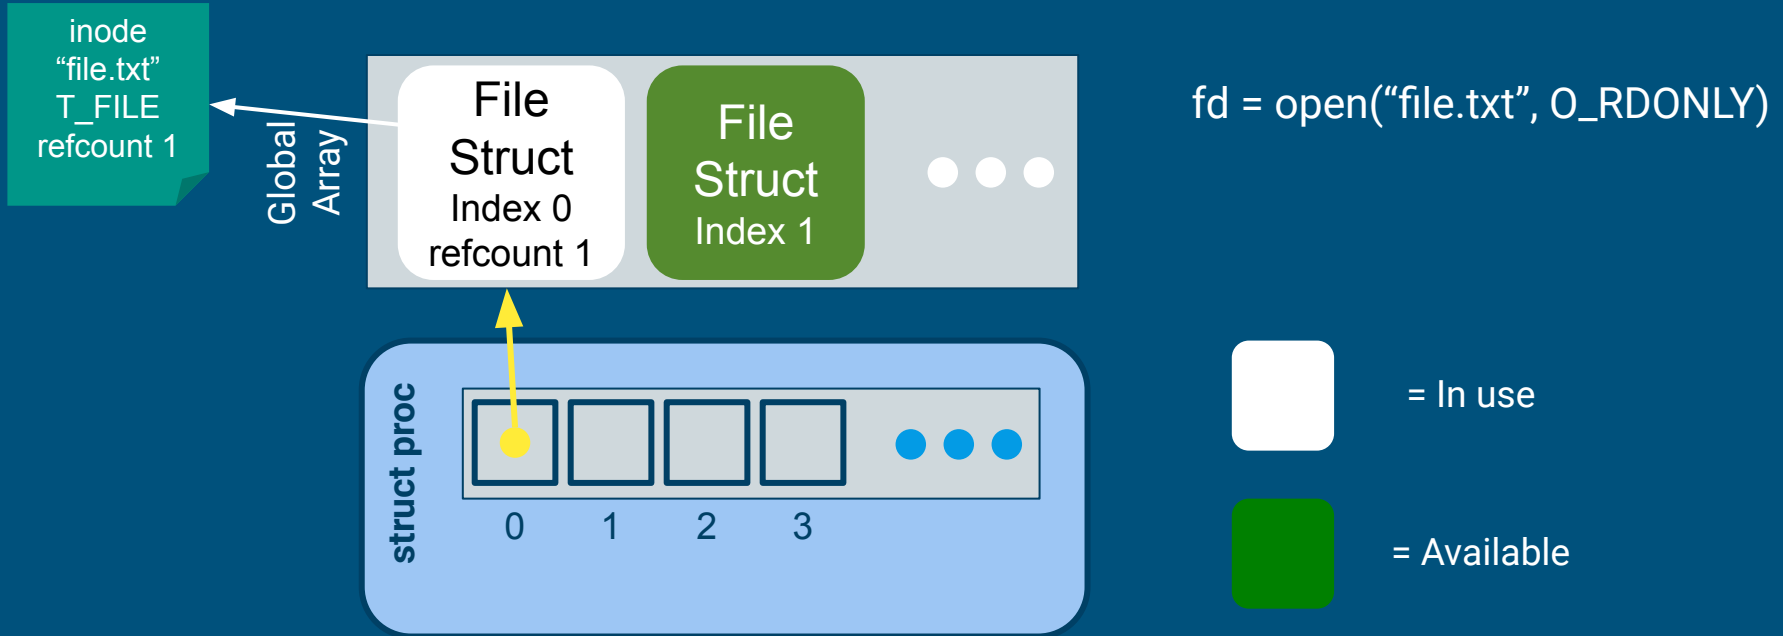 inode
“file.txt”
T_FILE
refcount 1
Global
Array
File
Struct
Index 0
refcount 1
File
Struct
Index 1
fd = open(“file.txt”, O_RDONLY)
struct proc
0
1
2
3
= In use
= Available